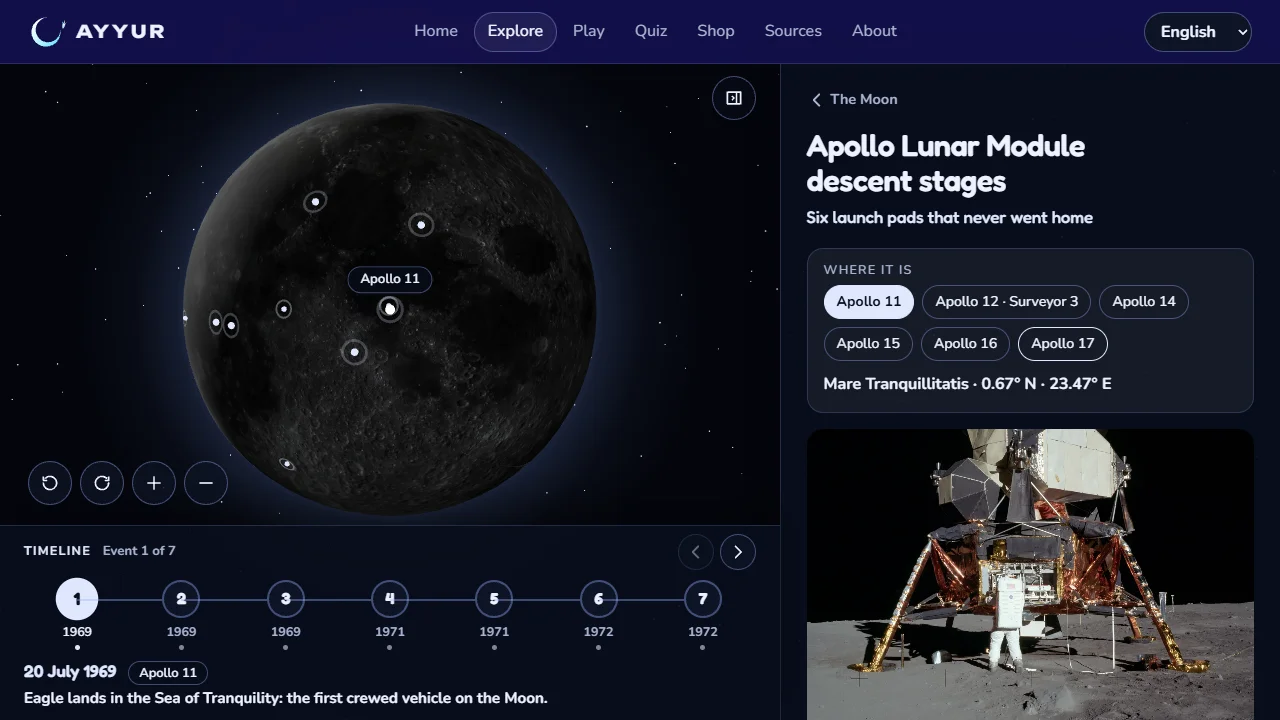 AYYUR
Home Explore Play Quiz Shop Sources About
English
Apollo 11
TIMELINE Event 1 of 7
1 2 3 4 5 6 7
1969 1969 1969 1971 1971 1972 1972
20 July 1969 Apollo 11
Eagle lands in the Sea of Tranquility: the first crewed vehicle on the Moon.
The Moon
Apollo Lunar Module
descent stages
Six launch pads that never went home
WHERE IT IS
Apollo 11 Apollo 12 · Surveyor 3 Apollo 14
Apollo 15 Apollo 16 Apollo 17
Mare Tranquillitatis · 0.67° N · 23.47° E